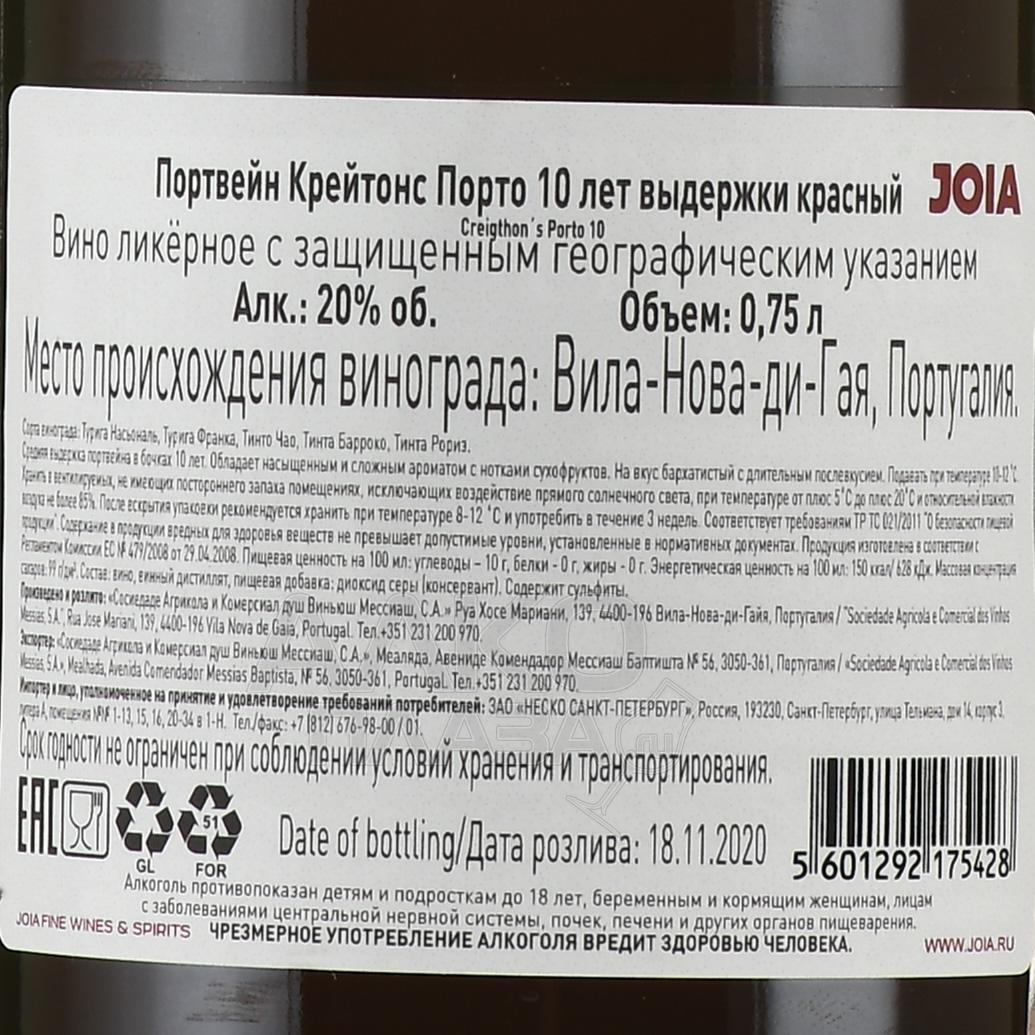 Портвейн Крейтонс Порто 10 лет выдержки красный JOIA
Creigthon´s Porto 10
Вино ликёрное с защищенным географическим указанием
Алк.: 20% об. Объем: 0,75 л
Место происхождения винограда: Вила-Нова-ди-Гая, Португалия.
Сорта винограда: Турига Насьональ, Турига Франка, Тинто Чао, Тинта Барроко, Тинта Рориз.
Средняя выдержка портвейна в бочках 10 лет. Обладает насыщенным и сложным ароматом с нотками сухофруктов. На вкус бархатистый с длительным послевкусием. Подавать при температуре 10-12 °C.
Хранить в вентилируемых, не имеющих постороннего запаха помещениях, исключающих воздействие прямого солнечного света, при температуре от плюс 5°C до плюс 20°C и относительной влажности
воздуха не более 85%. После вскрытия упаковки рекомендуется хранить при температуре 8-12 °C и употребить в течение 3 недель. Соответствует требованиям ТР ТС 021/2011 "О безопасности пищевой
продукции". Содержание в продукции вредных для здоровья веществ не превышает допустимые уровни, установленные в нормативных документах. Продукция изготовлена в соответствии с
Регламентом Комиссии ЕС № 479/2008 от 29.04.2008. Пищевая ценность на 100 мл: углеводы – 10 г, белки - 0 г, жиры - 0 г. Энергетическая ценность на 100 мл: 150 ккал/ 628 кДж. Массовая концентрация
сахаров: 99 г/дм³. Состав: вино, винный дистиллят, пищевая добавка: диоксид серы (консервант). Содержит сульфиты.
Произведено и розлито: «Сосиедаде Агрикола и Комерсиал душ Виньюш Мессиаш, С.А.» Руа Хосе Мариани, 139, 4400-196 Вила-Нова-ди-Гайя, Португалия / "Sociedade Agricola e Comercial dos Vinhos
Messias, S.A.", Rua Jose Mariani, 139, 4400-196 Vila Nova de Gaia, Portugal. Тел.+351 231 200 970.
Экспортер: «Сосиедаде Агрикола и Комерсиал душ Виньюш Мессиаш, С.А.», Меаляда, Авениде Комендадор Мессиаш Баптишта № 56, 3050-361, Португалия / «Sociedade Agricola e Comercial dos Vinhos
Messias, S.A.», Mealhada, Avenida Comendador Messias Baptista, № 56, 3050-361, Portugal. Тел.+351 231 200 970.
Импортер и лицо, уполномоченное на принятие и удовлетворение требований потребителей: ЗАО «НЕСКО САНКТ-ПЕТЕРБУРГ», Россия, 193230, Санкт-Петербург, улица Тельмана, дом 14, корпус 3,
литера А, помещения №№ 1-13, 15, 16, 20-34 в 1-Н. Тел./факс: +7 (812) 676-98-00 / 01.
Срок годности не ограничен при соблюдении условий хранения и транспортирования.
EAC GL 51 FOR
Date of bottling/Дата розлива: 18.11.2020
5 601292 175428
Алкоголь противопоказан детям и подросткам до 18 лет, беременным и кормящим женщинам, лицам
с заболеваниями центральной нервной системы, почек, печени и других органов пищеварения.
JOIA FINE WINES & SPIRITS ЧРЕЗМЕРНОЕ УПОТРЕБЛЕНИЕ АЛКОГОЛЯ ВРЕДИТ ЗДОРОВЬЮ ЧЕЛОВЕКА. WWW.JOIA.RU